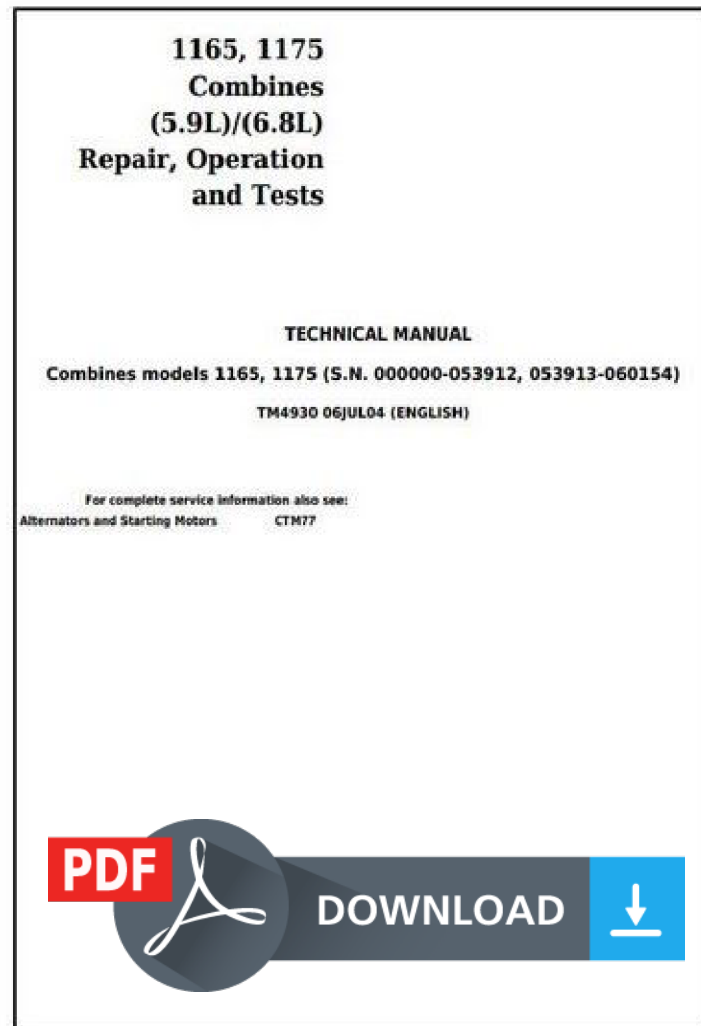 1165, 1175
Combines
(5.9L)/(6.8L)
Repair, Operation
and Tests
TECHNICAL MANUAL
Combines models 1165, 1175 (S.N. 000000-053912, 053913-060154)
TM4930 06JUL04 (ENGLISH)
For complete service information also see:
Alternators and Starting Motors CTM77
PDF
DOWNLOAD